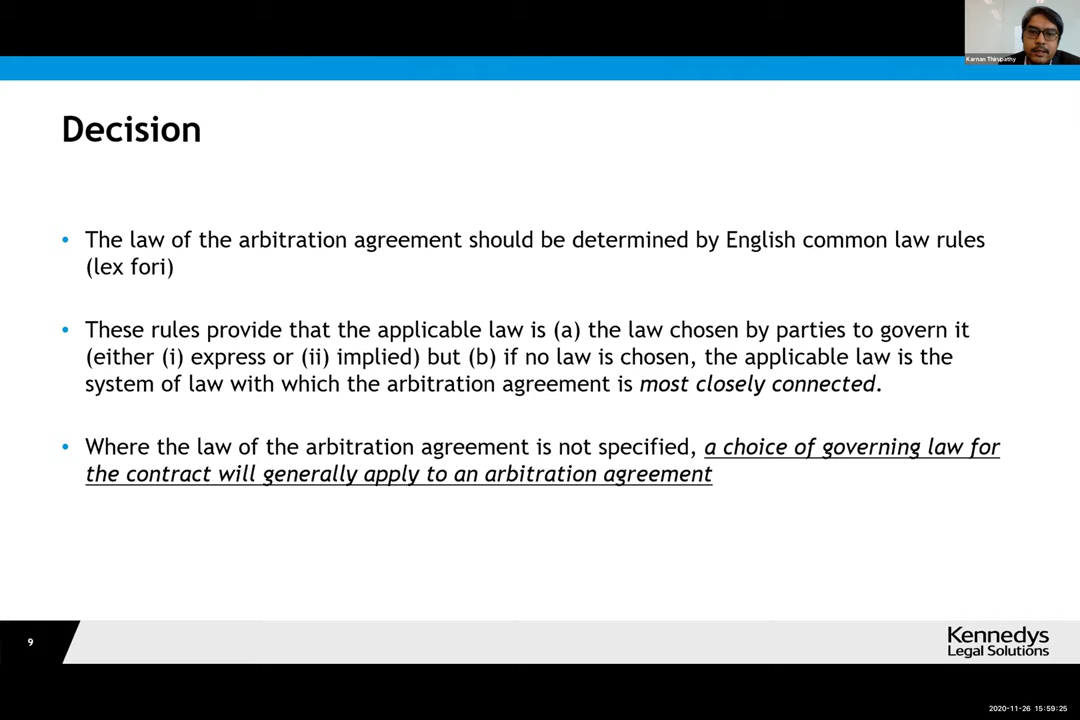 Karnan Thirupathy
Decision
• The law of the arbitration agreement should be determined by English common law rules
(lex fori)
• These rules provide that the applicable law is (a) the law chosen by parties to govern it
(either (i) express or (ii) implied) but (b) if no law is chosen, the applicable law is the
system of law with which the arbitration agreement is most closely connected.
• Where the law of the arbitration agreement is not specified, a choice of governing law for
the contract will generally apply to an arbitration agreement
9
Kennedys
Legal Solutions
2020-11-26 15:59:25